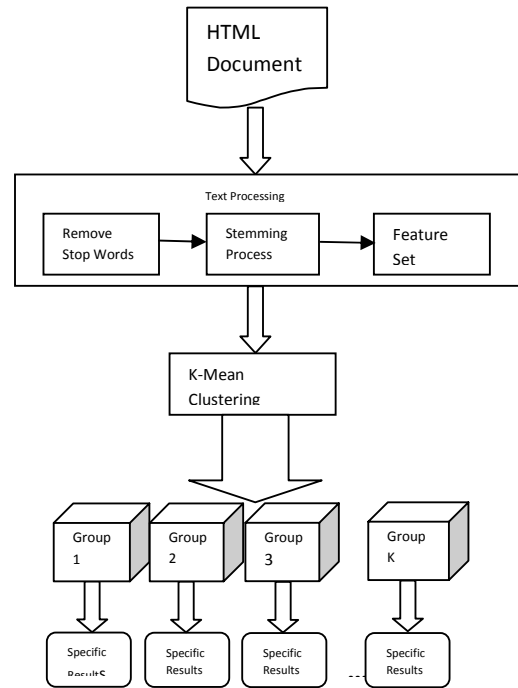 HTML
Document
Text Processing
Remove
Stop Words
Stemming
Process
Feature
Set
K-Mean
Clustering
Group
1
Group
2
Group
3
Group
K
Specific
ResultS
Specific
Results
Specific
Results
----
Specific
Results